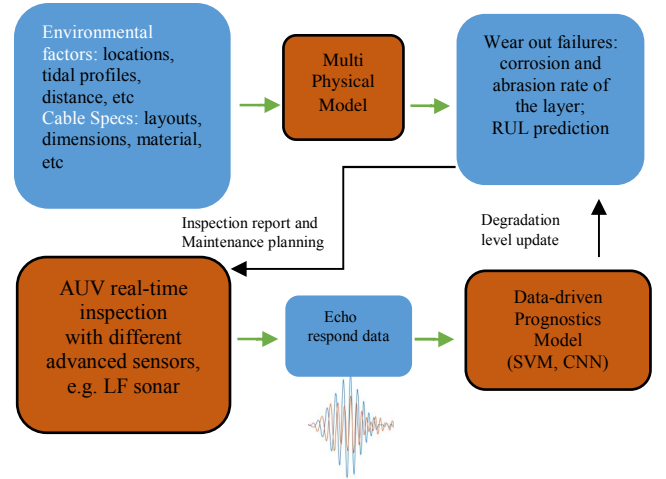 Environmental
factors: locations,
tidal profiles,
distance, etc
Cable Specs: layouts,
dimensions, material,
etc
Multi
Physical
Model
Wear out failures:
corrosion and
abrasion rate of
the layer;
RUL prediction
Inspection report and
Maintenance planning
Degradation
level update
AUV real-time
inspection
with different
advanced sensors,
e.g. LF sonar
Echo
respond data
Data-driven
Prognostics
Model
(SVM, CNN)